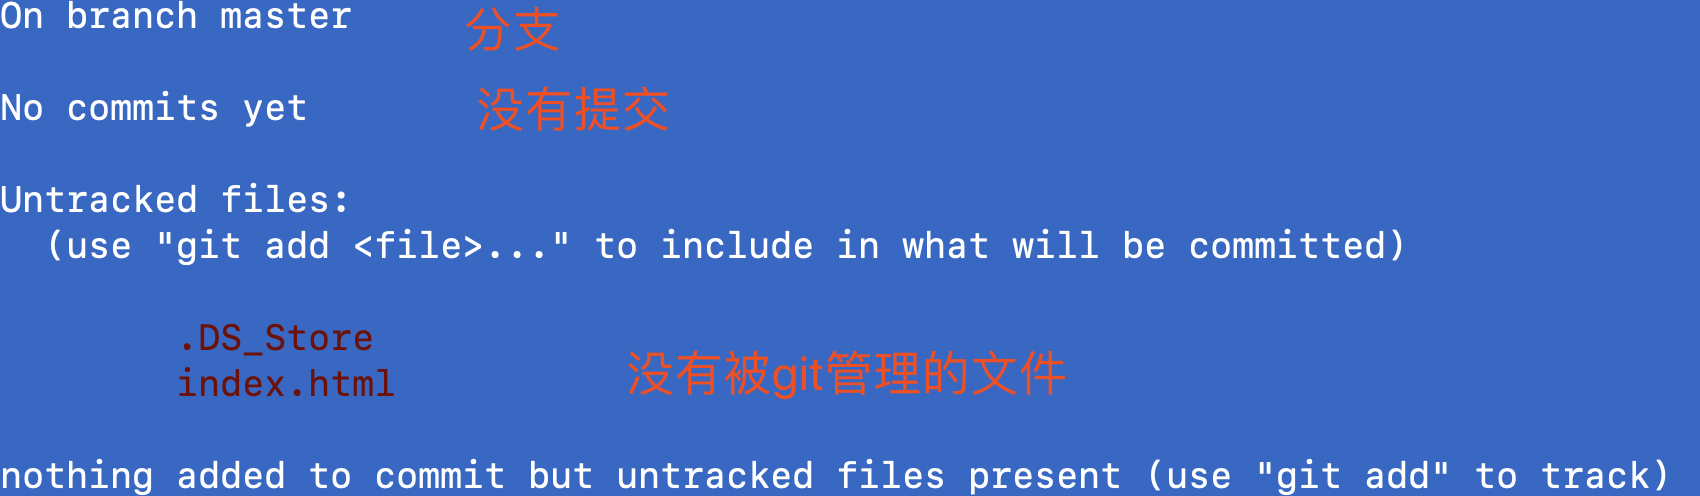 On branch master 分支
No commits yet 没有提交
Untracked files:
(use "git add <file>..." to include in what will be committed)
.DS_Store
index.html 没有被git管理的文件
nothing added to commit but untracked files present (use "git add" to track)